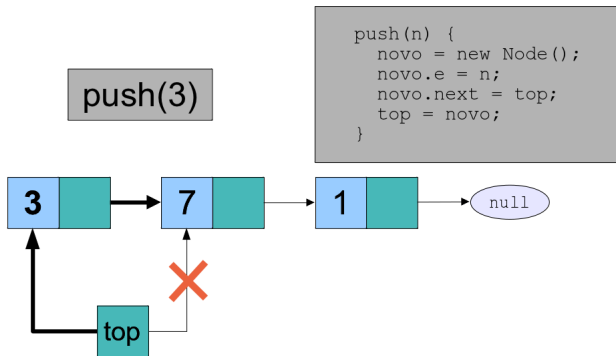 push(n) {
  novo = new Node();
  novo.e = n;
  novo.next = top;
  top = novo;
}
push(3)
3
7
1
null
top